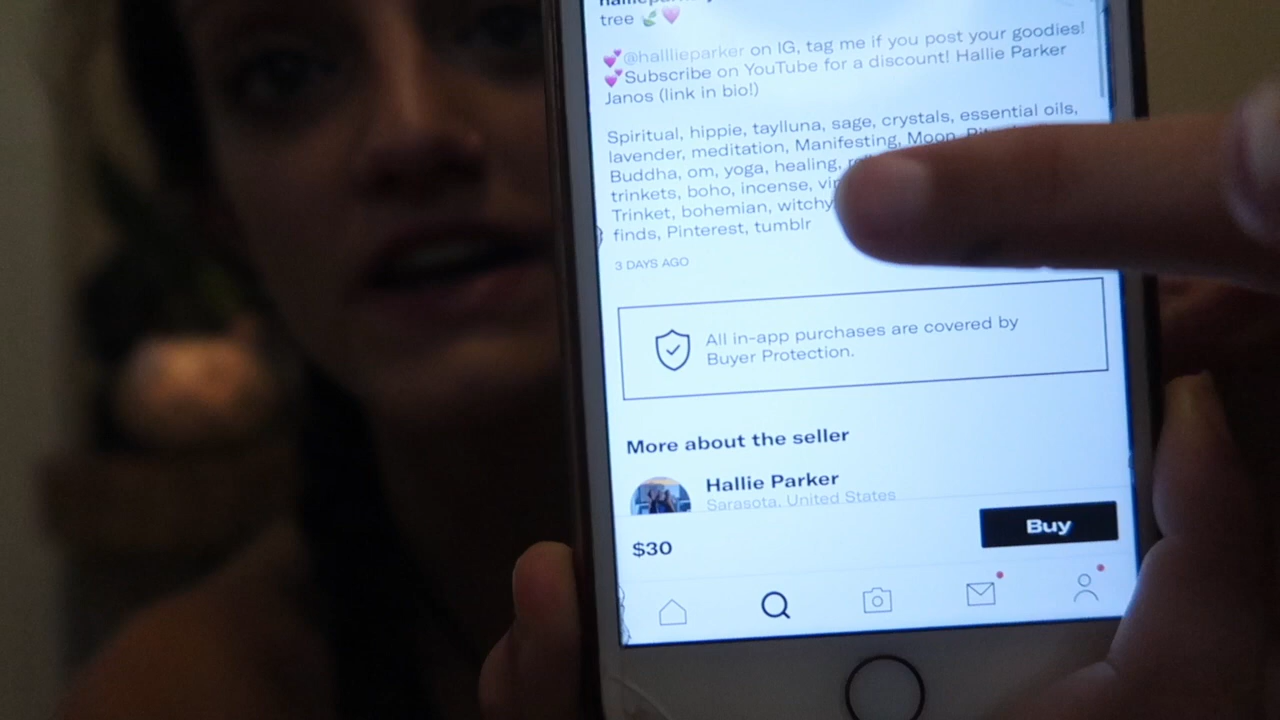 tree 🌿💗
💕@halllieparker on IG, tag me if you post your goodies!
💕Subscribe on YouTube for a discount! Hallie Parker
Janos (link in bio!)
Spiritual, hippie, taylluna, sage, crystals, essential oils,
lavender, meditation, Manifesting, Moon,
Buddha, om, yoga, healing,
trinkets, boho, incense,
Trinket, bohemian, witchy
finds, Pinterest, tumblr
3 DAYS AGO
All in-app purchases are covered by
Buyer Protection.
More about the seller
Hallie Parker
Sarasota, United States
$30
Buy